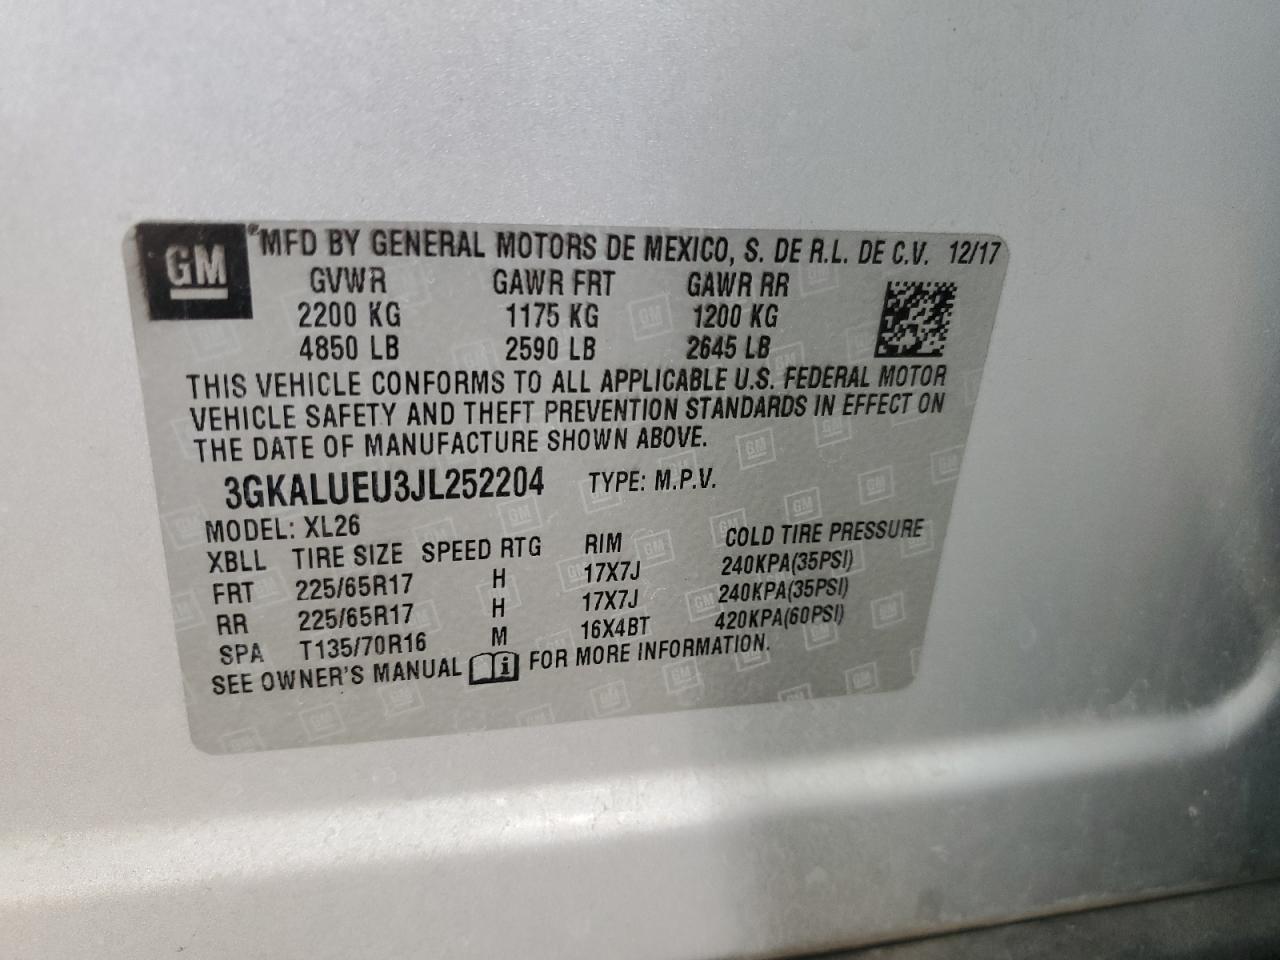 GM ® MFD BY GENERAL MOTORS DE MEXICO, S. DE R.L. DE C.V. 12/17
GVWR GAWR FRT GAWR RR
2200 KG 1175 KG 1200 KG
4850 LB 2590 LB 2645 LB
THIS VEHICLE CONFORMS TO ALL APPLICABLE U.S. FEDERAL MOTOR
VEHICLE SAFETY AND THEFT PREVENTION STANDARDS IN EFFECT ON
THE DATE OF MANUFACTURE SHOWN ABOVE.
3GKALUEU3JL252204 TYPE: M.P.V.
MODEL: XL26
XBLL TIRE SIZE SPEED RTG RIM COLD TIRE PRESSURE
FRT 225/65R17 H 17X7J 240KPA(35PSI)
RR 225/65R17 H 17X7J 240KPA(35PSI)
SPA T135/70R16 M 16X4BT 420KPA(60PSI)
SEE OWNER'S MANUAL i FOR MORE INFORMATION.